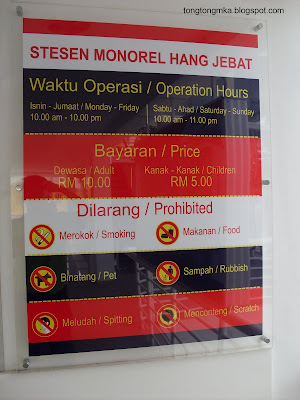 tongtongmka.blogspot.com
STESEN MONOREL HANG JEBAT
Waktu Operasi / Operation Hours
Isnin - Jumaat / Monday - Friday
10.00 am - 10.00 pm
Sabtu - Ahad / Saturday - Sunday
10.00 am - 11.00 pm
Bayaran / Price
Dewasa / Adult
RM 10.00
Kanak - Kanak / Children
RM 5.00
Dilarang / Prohibited
Merokok / Smoking
Makanan / Food
Binatang / Pet
Sampah / Rubbish
Meludah / Spitting
Menconteng / Scratch